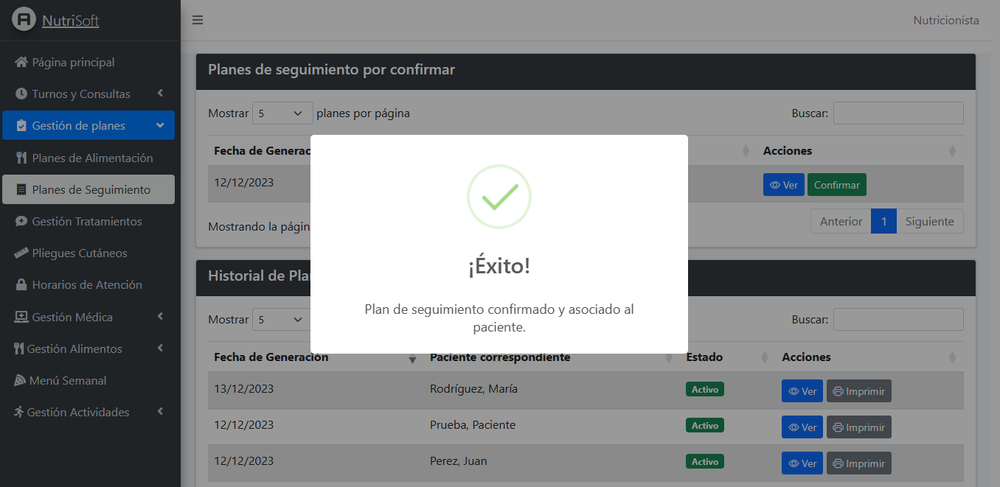 NutriSoft
Nutricionista
Página principal
Turnos y Consultas
Gestión de planes
Planes de Alimentación
Planes de Seguimiento
Gestión Tratamientos
Pliegues Cutáneos
Horarios de Atención
Gestión Médica
Gestión Alimentos
Menú Semanal
Gestión Actividades
Planes de seguimiento por confirmar
Mostrar 5 planes por página Buscar:
Fecha de Generac Acciones
12/12/2023 Ver Confirmar
Mostrando la págin Anterior 1 Siguiente
¡Éxito!
Plan de seguimiento confirmado y asociado al
paciente.
Historial de Pla
Mostrar 5 Buscar:
Fecha de Generación Paciente correspondiente Estado Acciones
13/12/2023 Rodríguez, María Activo Ver Imprimir
12/12/2023 Prueba, Paciente Activo Ver Imprimir
12/12/2023 Perez, Juan Activo Ver Imprimir